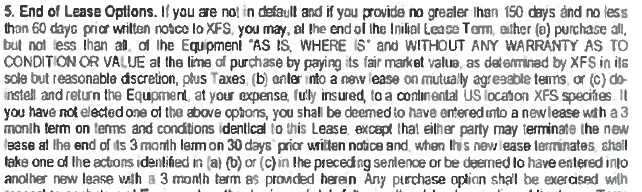 5. End of Lease Options. If you are not in default and if you provide no greater than 150 days and no less
than 60 days prior written notice to XFS, you may, at the end of the Initial Lease Term, either (a) purchase all,
but not less than all, of the Equipment "AS IS, WHERE IS" and WITHOUT ANY WARRANTY AS TO
CONDITION OR VALUE at the time of purchase by paying its fair market value, as determined by XFS in its
sole but reasonable discretion, plus Taxes, (b) enter into a new lease on mutually agreeable terms, or (c) de-
install and return the Equipment, at your expense, fully insured, to a continental US location XFS specifies. If
you have not elected one of the above options, you shall be deemed to have entered into a new lease with a 3
month term on terms and conditions identical to this Lease, except that either party may terminate the new
lease at the end of its 3 month term on 30 days' prior written notice and, when this new lease terminates, shall
take one of the actions identified in (a) (b) or (c) in the preceding sentence or be deemed to have entered into
another new lease with a 3 month term as provided herein. Any purchase option shall be exercised with